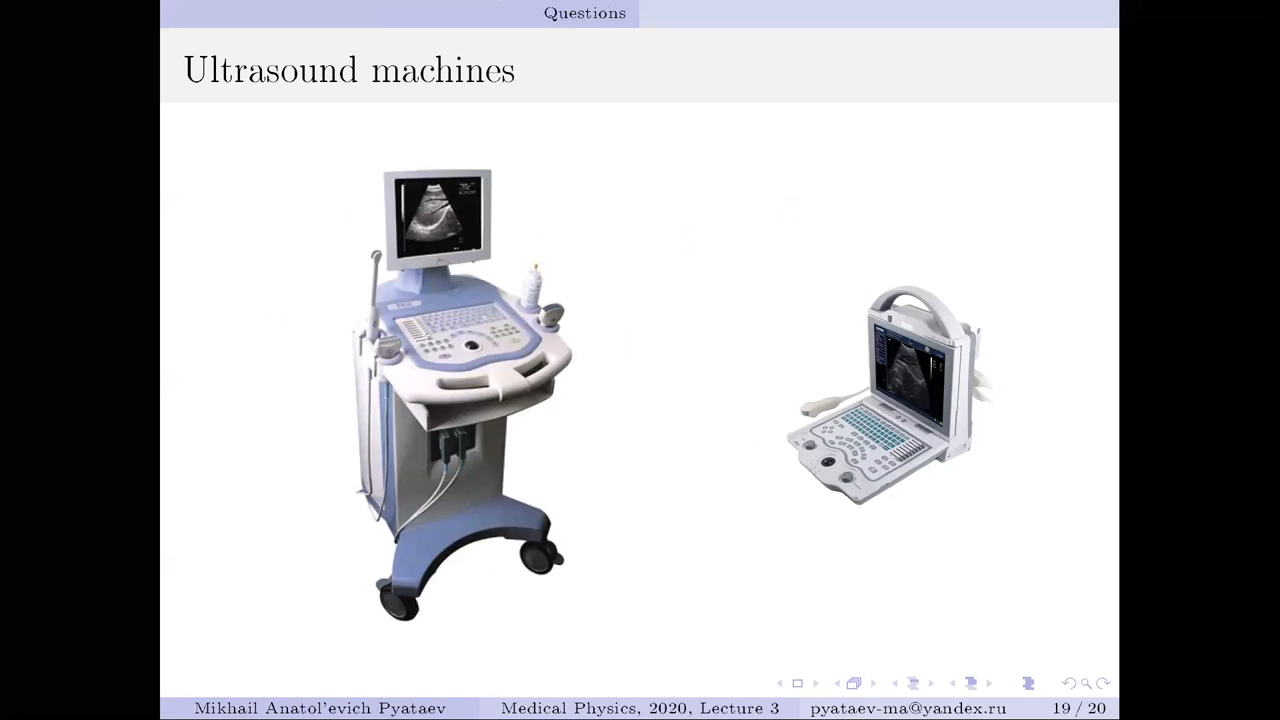 Questions
Ultrasound machines
Mikhail Anatol'evich Pyataev
Medical Physics, 2020, Lecture 3
pyataev-ma@yandex.ru
19 / 20